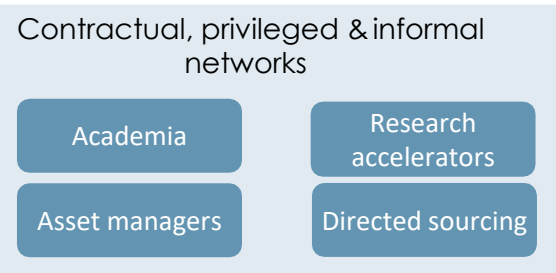 Contractual, privileged & informal
networks
Academia
Research
accelerators
Asset managers
Directed sourcing